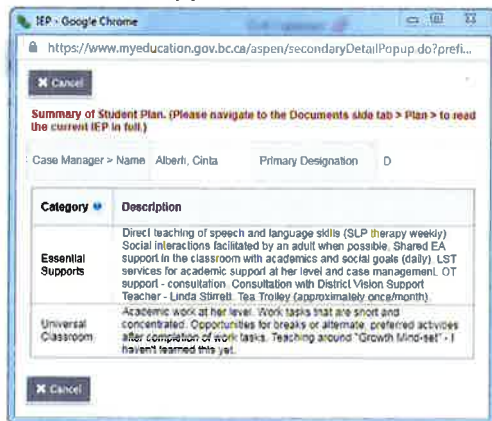 IEP - Google Chrome
https://www.myeducation.gov.bc.ca/aspen/secondaryDetailPopup.do?prefi...
Cancel
Summary of Student Plan. (Please navigate to the Documents side tab > Plan > to read
the current IEP in full.)
Case Manager > Name Alberti, Cinta Primary Designation D
Category Description
Direct teaching of speech and language skills (SLP therapy weekly)
Social interactions facilitated by an adult when possible. Shared EA
Essential support in the classroom with academics and social goals (daily). LST
Supports services for academic support at her level and case management. OT
support - consultation. Consultation with District Vision Support
Teacher - Linda Stirrett. Tea Trolley (approximately once/month).
Academic work at her level. Work tasks that are short and
Universal concentrated. Opportunities for breaks or alternate, preferred activities
Classroom after completion of work tasks. Teaching around "Growth Mind-set" - I
haven't learned this yet.
Cancel